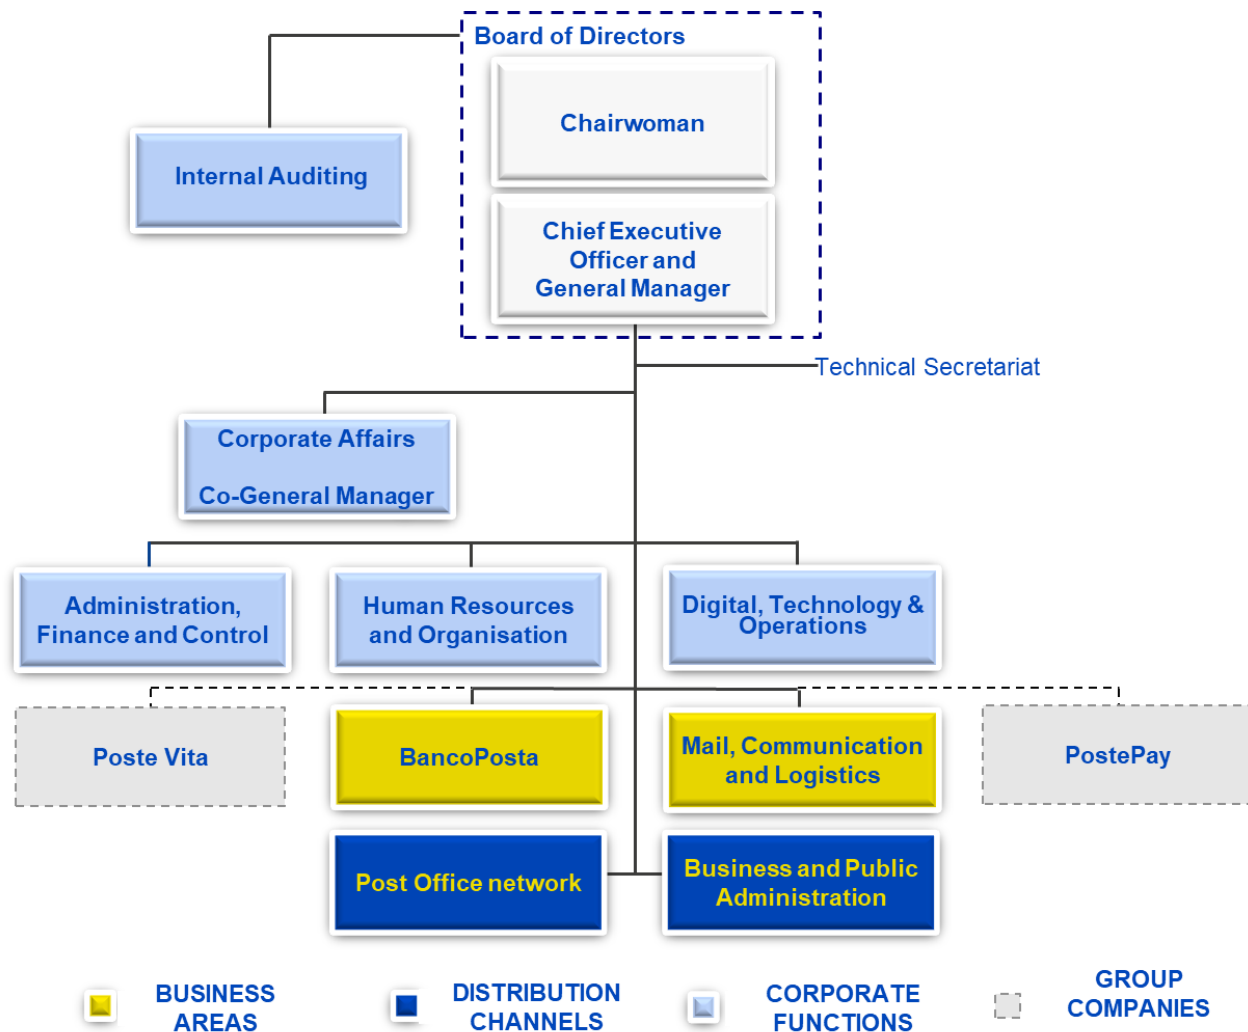 Board of Directors
Chairwoman
Internal Auditing
Chief Executive
Officer and
General Manager
Technical Secretariat
Corporate Affairs
Co-General Manager
Administration,
Finance and Control
Human Resources
and Organisation
Digital, Technology &
Operations
Poste Vita
BancoPosta
Mail, Communication
and Logistics
PostePay
Post Office network
Business and Public
Administration
BUSINESS
AREAS
DISTRIBUTION
CHANNELS
CORPORATE
FUNCTIONS
GROUP
COMPANIES